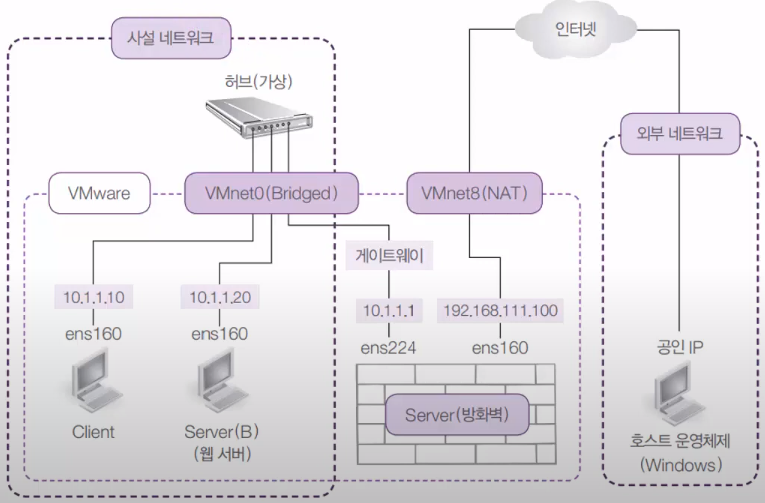 사설 네트워크
인터넷
허브(가상)
외부 네트워크
VMware
VMnet0(Bridged)
VMnet8(NAT)
게이트웨이
10.1.1.10
10.1.1.20
10.1.1.1
192.168.111.100
ens160
ens160
ens224
ens160
공인 IP
Server(방화벽)
Client
Server(B)
(웹 서버)
호스트 운영체제
(Windows)